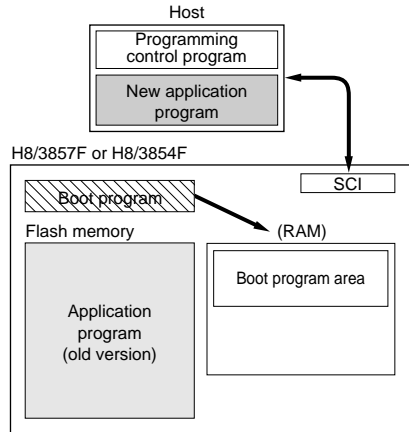 Host
Programming
control program
New application
program
H8/3857F or H8/3854F
SCI
Boot program
Flash memory
(RAM)
Boot program area
Application
program
(old version)